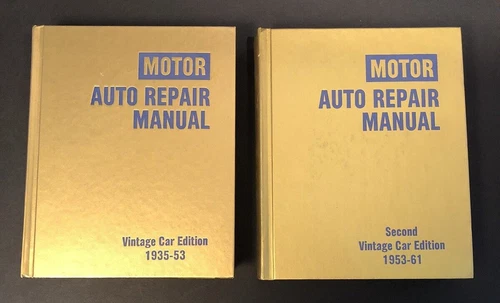 MOTOR
AUTO REPAIR
MANUAL
Vintage Car Edition
1935-53
MOTOR
AUTO REPAIR
MANUAL
Second
Vintage Car Edition
1953-61